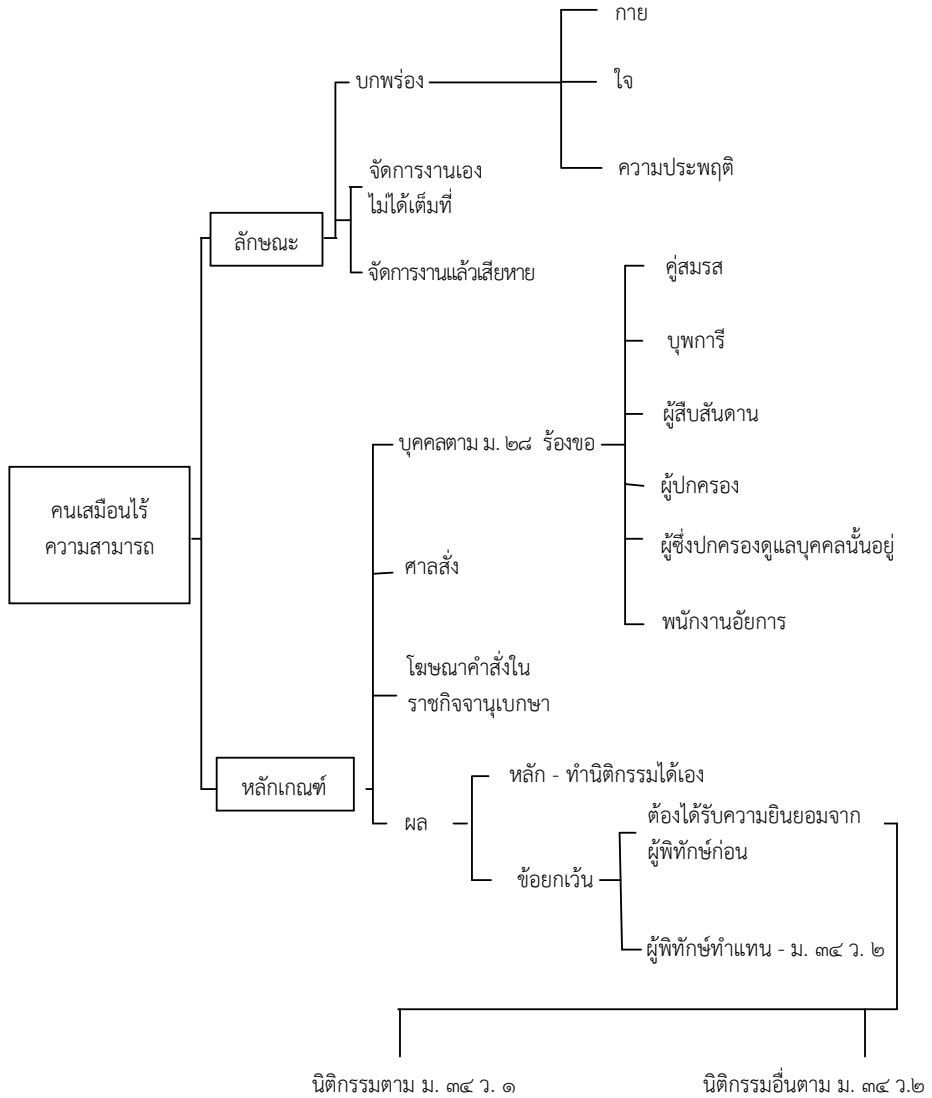 กาย
บกพร่อง
ใจ
ความประพฤติ
จัดการงานเอง
ไม่ได้เต็มที่
ลักษณะ
จัดการงานแล้วเสียหาย
คู่สมรส
บุพการี
ผู้สืบสันดาน
บุคคลตาม ม. ๒๘ ร้องขอ
ผู้ปกครอง
คนเสมือนไร้
ความสามารถ
ผู้ซึ่งปกครองดูแลบุคคลนั้นอยู่
ศาลสั่ง
พนักงานอัยการ
โฆษณาคำสั่งใน
ราชกิจจานุเบกษา
หลักเกณฑ์
หลัก - ทำนิติกรรมได้เอง
ผล
ต้องได้รับความยินยอมจาก
ผู้พิทักษ์ก่อน
ข้อยกเว้น
ผู้พิทักษ์ทำแทน - ม. ๓๔ ว. ๒
นิติกรรมตาม ม. ๓๔ ว. ๑
นิติกรรมอื่นตาม ม. ๓๔ ว.๒